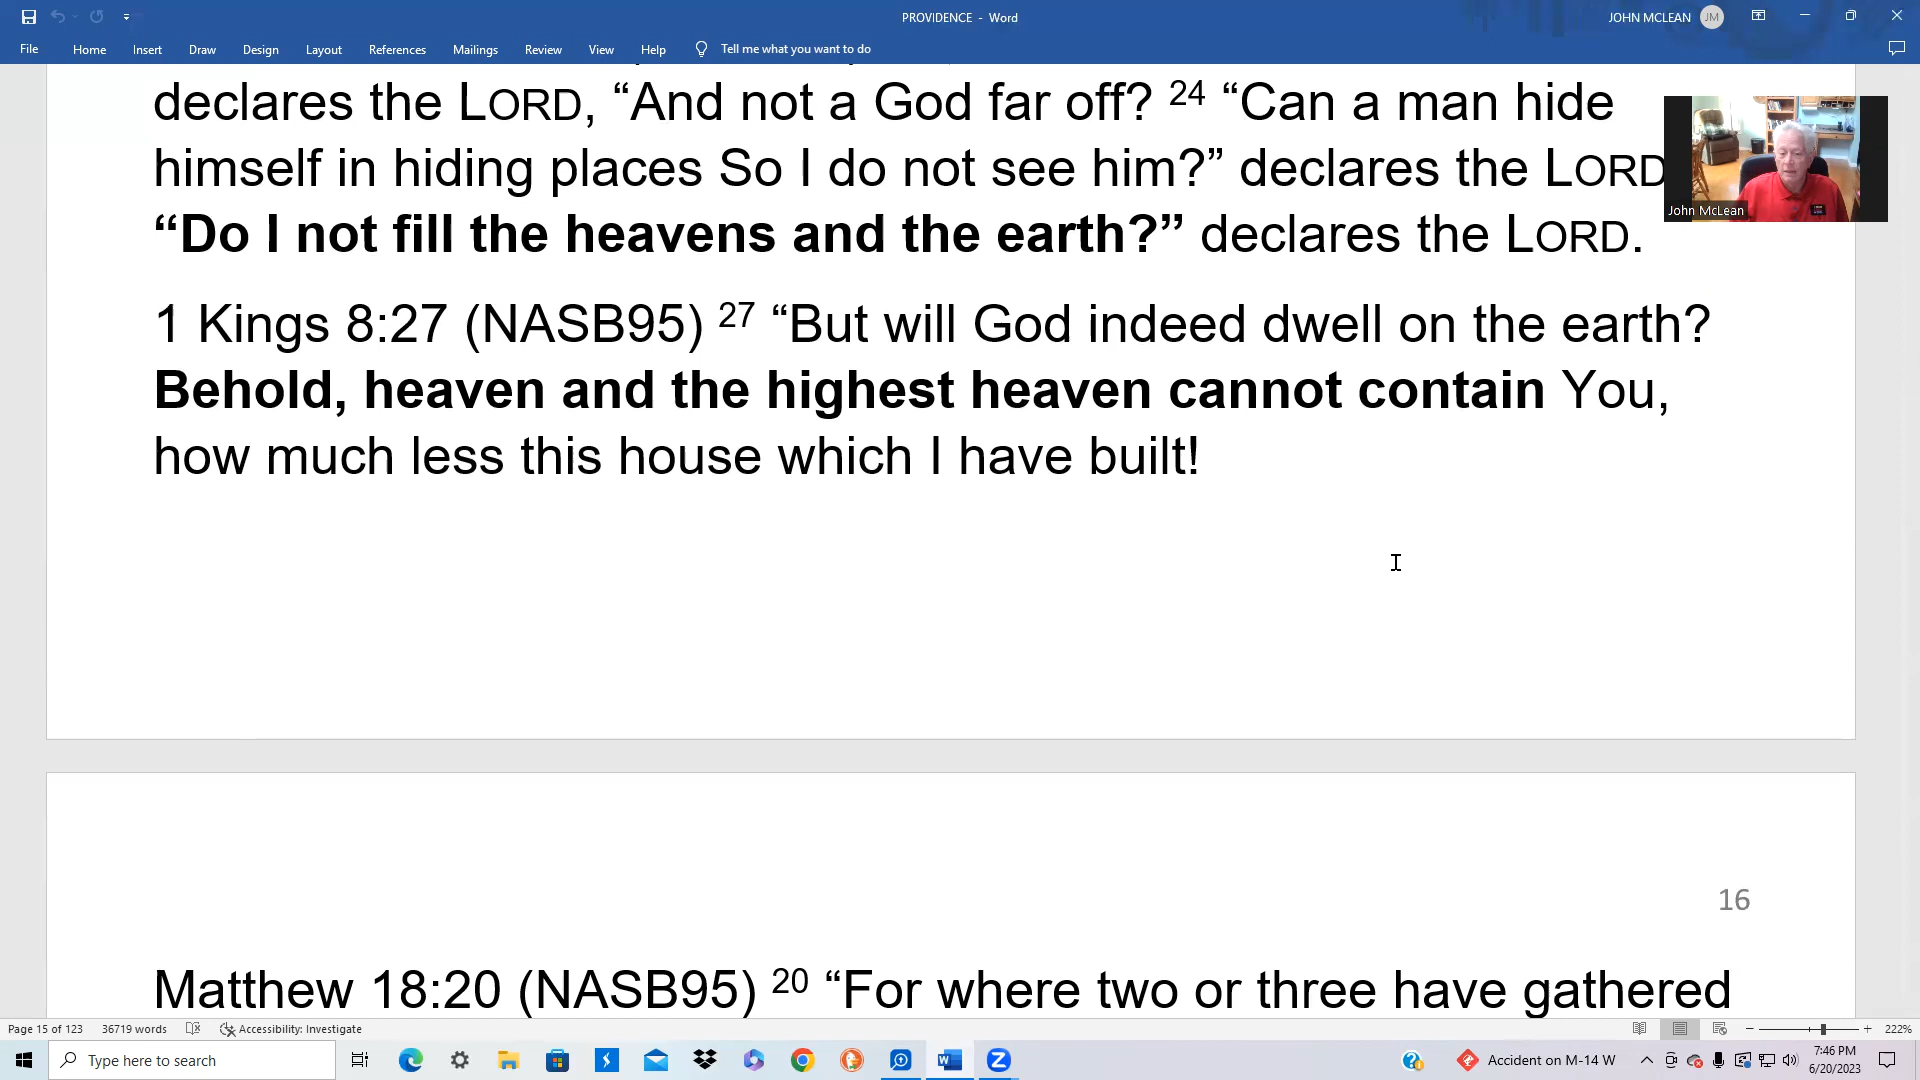 PROVIDENCE - Word
JOHN MCLEAN JM
File Home Insert Draw Design Layout References Mailings Review View Help Tell me what you want to do
declares the LORD, “And not a God far off? 24 “Can a man hide
himself in hiding places So I do not see him?” declares the LORD
“Do I not fill the heavens and the earth?” declares the LORD.
John McLean
1 Kings 8:27 (NASB95) 27 “But will God indeed dwell on the earth?
Behold, heaven and the highest heaven cannot contain You,
how much less this house which I have built!
16
Matthew 18:20 (NASB95) 20 “For where two or three have gathered
Page 15 of 123 36719 words Accessibility: Investigate 222%
Type here to search Accident on M-14 W 7:46 PM
6/20/2023